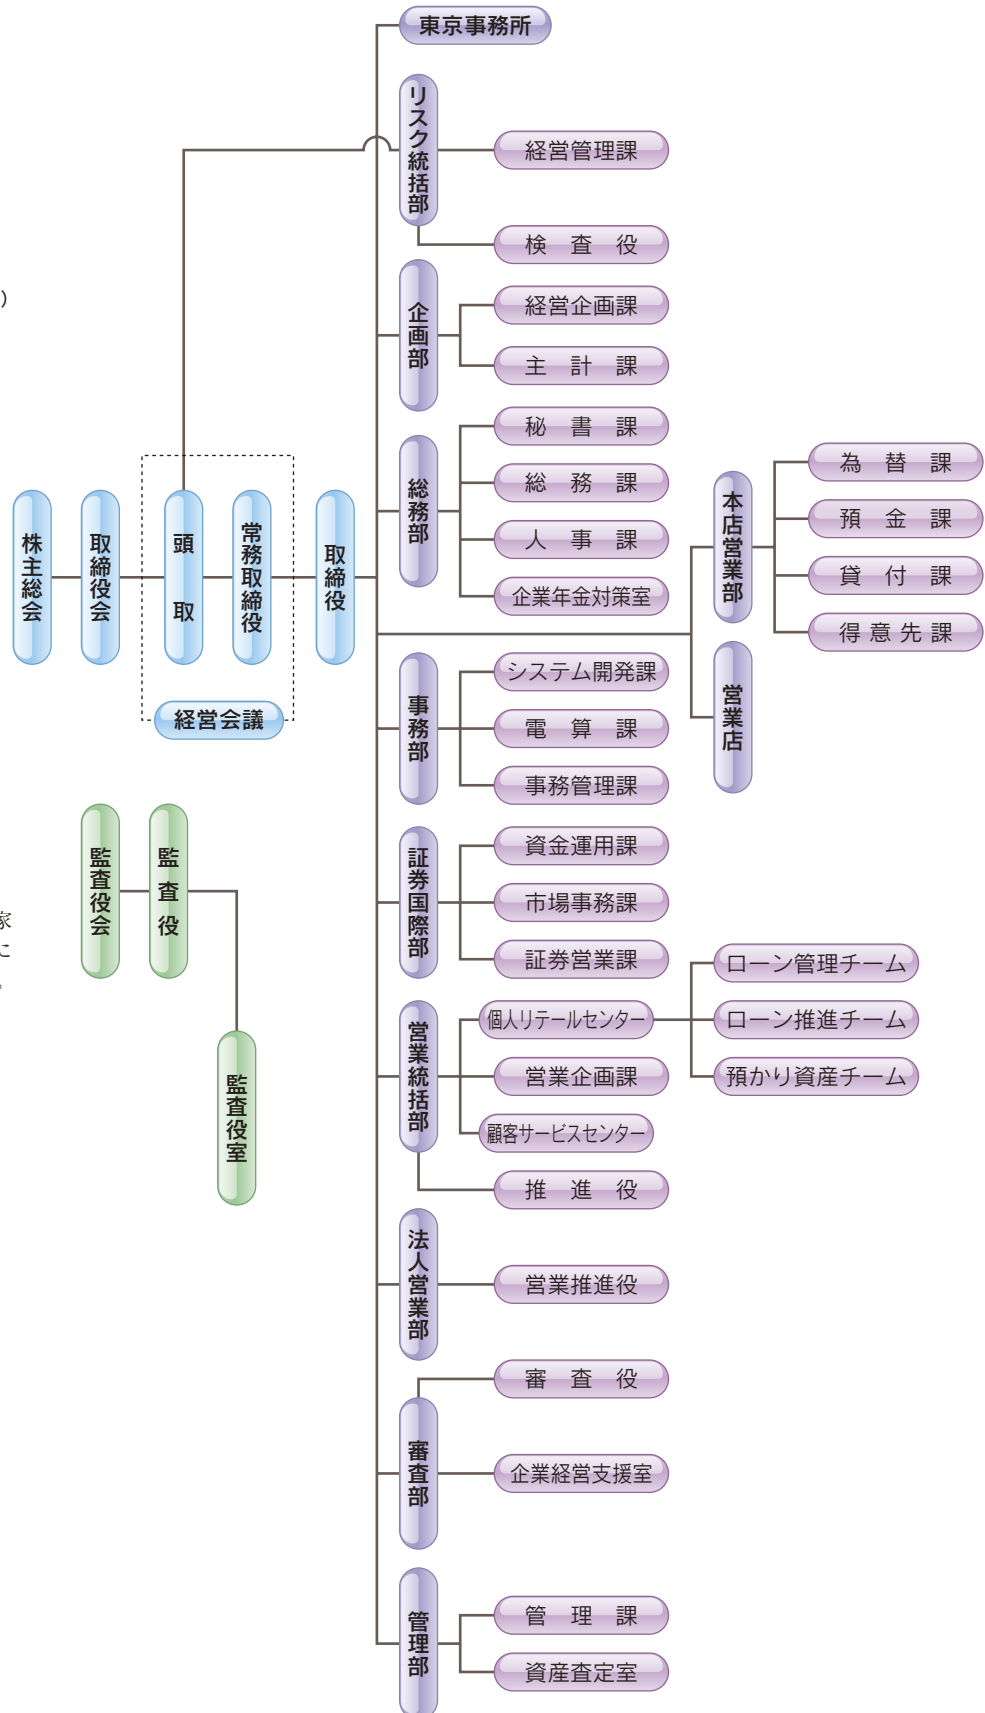 東京事務所
リスク統括部
経営管理課
検査役
)
企画部
経営企画課
主計課
総務部
秘書課
総務課
人事課
企業年金対策室
株主総会
取締役会
頭取
常務取締役
取締役
経営会議
本店営業部
為替課
預金課
貸付課
得意先課
営業店
事務部
システム開発課
電算課
事務管理課
監査役会
監査役
監査役室
家
に
。
証券国際部
資金運用課
市場事務課
証券営業課
営業統括部
個人リテールセンター
ローン管理チーム
ローン推進チーム
預かり資産チーム
営業企画課
顧客サービスセンター
推進役
法人営業部
営業推進役
審査部
審査役
企業経営支援室
管理部
管理課
資産査定室